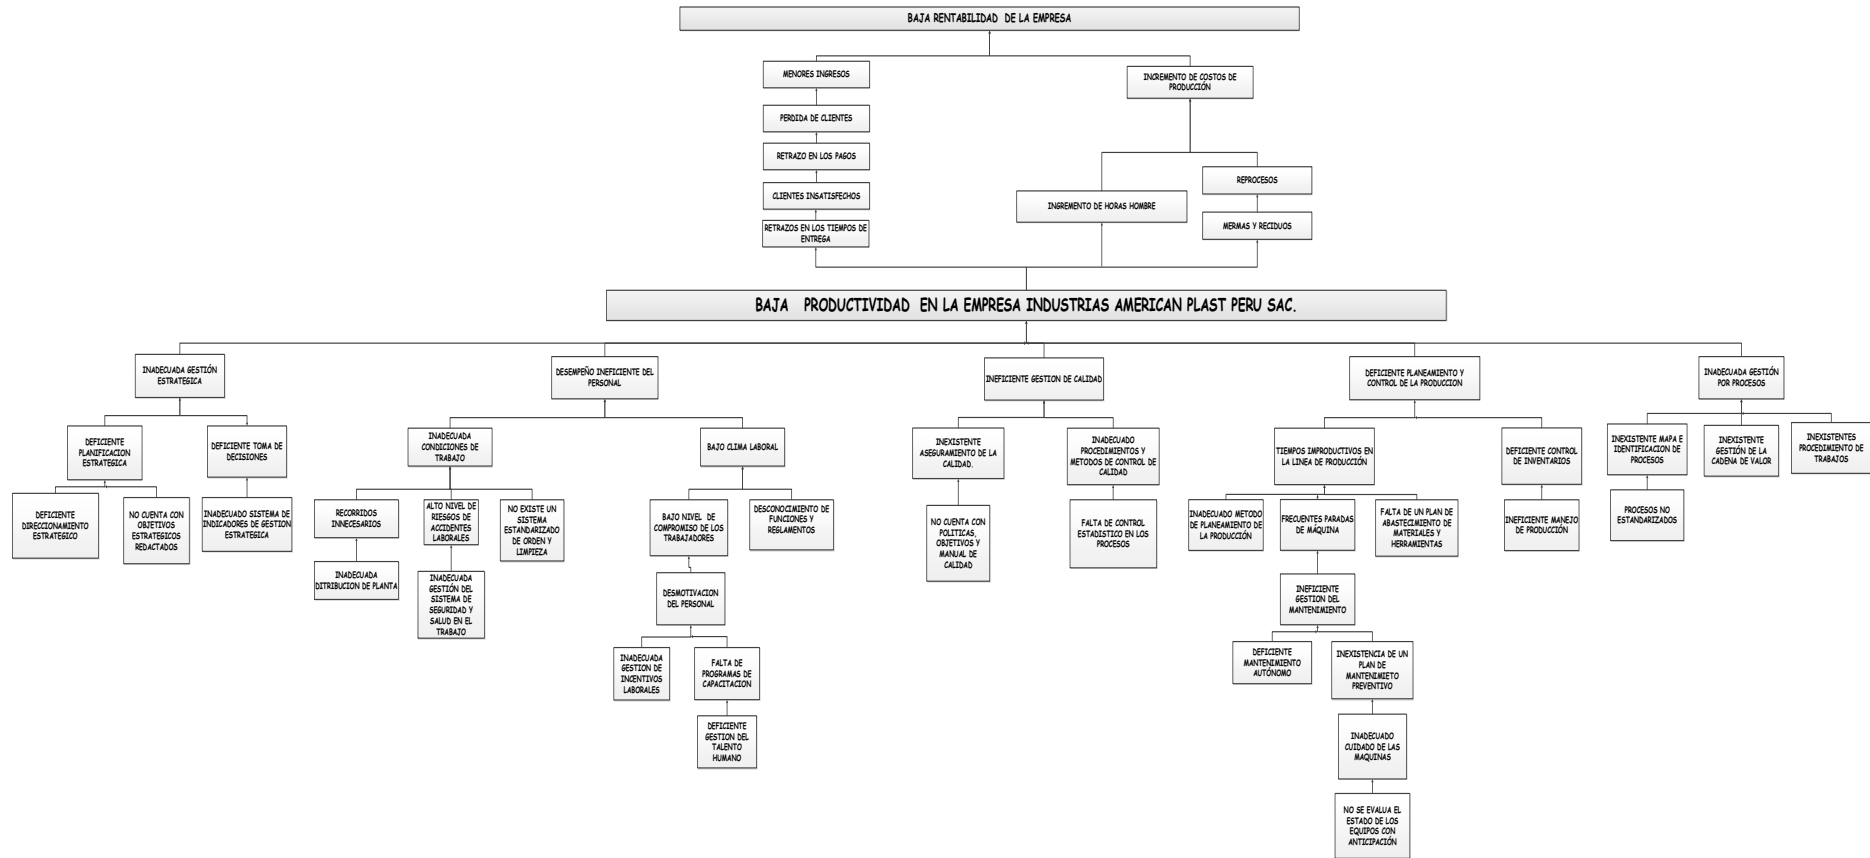 BAJA RENTABILIDAD DE LA EMPRESA
MENORES INGRESOS
INCREMENTO DE COSTOS DE
PRODUCCIÓN
PERDIDA DE CLIENTES
RETRAZO EN LOS PAGOS
CLIENTES INSATISFECHOS
RETRAZOS EN LOS TIEMPOS DE
ENTREGA
INGREMENTO DE HORAS HOMBRE
REPROCESOS
MERMAS Y RECIDUOS
BAJA PRODUCTIVIDAD EN LA EMPRESA INDUSTRIAS AMERICAN PLAST PERU SAC.
INADECUADA GESTIÓN
ESTRATEGICA
DESEMPEÑO INEFICIENTE DEL
PERSONAL
INEFICIENTE GESTION DE CALIDAD
DEFICIENTE PLANEAMIENTO Y
CONTROL DE LA PRODUCCION
INADECUADA GESTIÓN
POR PROCESOS
DEFICIENTE
PLANIFICACION
ESTRATEGICA
DEFICIENTE TOMA DE
DECISIONES
INADECUADA
CONDICIONES DE
TRABAJO
BAJO CLIMA LABORAL
INEXISTENTE
ASEGURAMIENTO DE LA
CALIDAD.
INADECUADO
PROCEDIMIENTOS Y
METODOS DE CONTROL DE
CALIDAD
TIEMPOS IMPRODUCTIVOS EN
LA LINEA DE PRODUCCIÓN
DEFICIENTE CONTROL
DE INVENTARIOS
INEXISTENTE MAPA E
IDENTIFICACION DE
PROCESOS
INEXISTENTE
GESTIÓN DE LA
CADENA DE VALOR
INEXISTENTES
PROCEDIMIENTO DE
TRABAJOS
DEFICIENTE
DIRECCIONAMIENTO
ESTRATEGICO
NO CUENTA CON
OBJETIVOS
ESTRATEGICOS
REDACTADOS
INADECUADO SISTEMA DE
INDICADORES DE GESTION
ESTRATEGICA
RECORRIDOS
INNECESARIOS
ALTO NIVEL DE
RIESGOS DE
ACCIDENTES
LABORALES
NO EXISTE UN
SISTEMA
ESTANDARIZADO
DE ORDEN Y
LIMPIEZA
BAJO NIVEL DE
COMPROMISO DE LOS
TRABAJADORES
DESCONOCIMIENTO DE
FUNCIONES Y
REGLAMENTOS
NO CUENTA CON
POLITICAS,
OBJETIVOS Y
MANUAL DE
CALIDAD
FALTA DE CONTROL
ESTADISTICO EN LOS
PROCESOS
INADECUADO METODO
DE PLANEAMIENTO DE
LA PRODUCCIÓN
FRECUENTES PARADAS
DE MÁQUINA
FALTA DE UN PLAN DE
ABASTECIMIENTO DE
MATERIALES Y
HERRAMIENTAS
INEFICIENTE MANEJO
DE PRODUCCIÓN
PROCESOS NO
ESTANDARIZADOS
INADECUADA
DITRIBUCION DE PLANTA
INADECUADA
GESTIÓN DEL
SISTEMA DE
SEGURIDAD Y
SALUD EN EL
TRABAJO
DESMOTIVACION
DEL PERSONAL
INEFICIENTE
GESTION DEL
MANTENIMIENTO
INADECUADA
GESTION DE
INCENTIVOS
LABORALES
FALTA DE
PROGRAMAS DE
CAPACITACION
DEFICIENTE
MANTENIMIENTO
AUTÓNOMO
INEXISTENCIA DE UN
PLAN DE
MANTENIMIETO
PREVENTIVO
DEFICIENTE
GESTION DEL
TALENTO
HUMANO
INADECUADO
CUIDADO DE LAS
MAQUINAS
NO SE EVALUA EL
ESTADO DE LOS
EQUIPOS CON
ANTICIPACIÓN